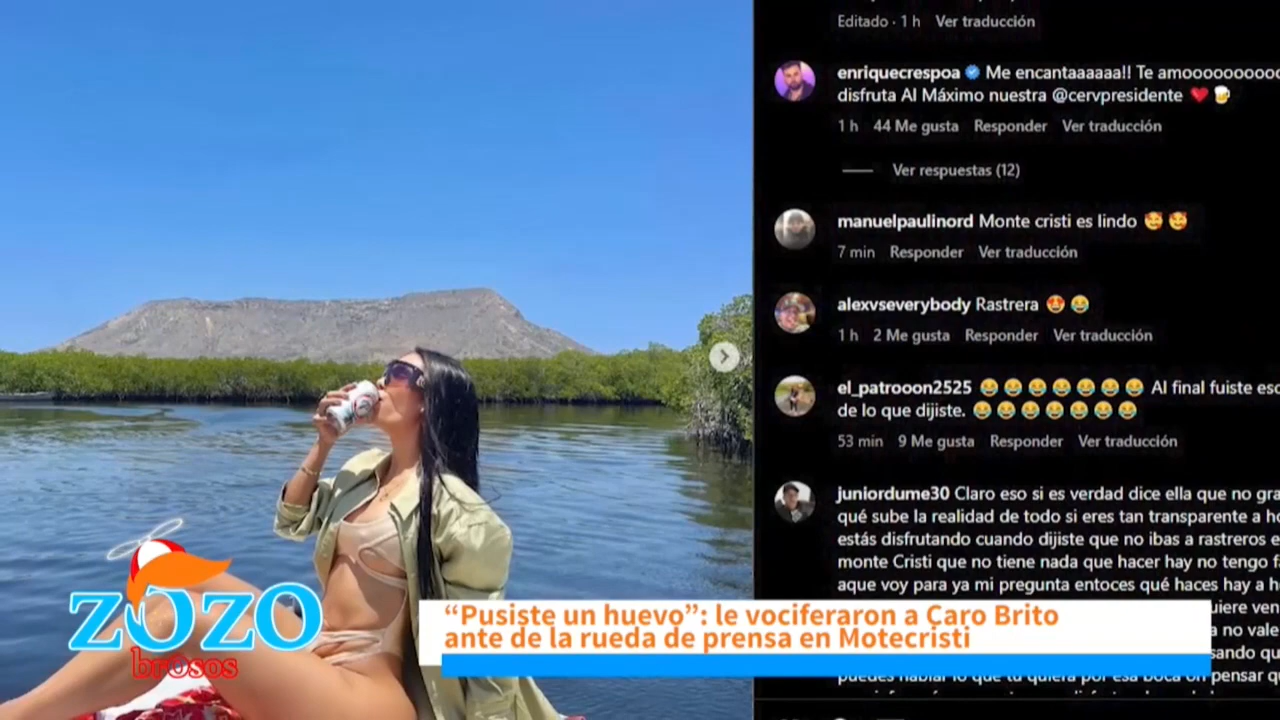 Editado · 1 h Ver traducción
enriquecrespoa Me encantaaaaaa!! Te amooooooooo
disfruta Al Máximo nuestra @cervpresidente ❤️🍺
1 h 44 Me gusta Responder Ver traducción
Ver respuestas (12)
manuelpaulinord Monte cristi es lindo 🥰 🥰
7 min Responder Ver traducción
alexvseverybody Rastrera 😍 😂
1 h 2 Me gusta Responder Ver traducción
el_patrooon2525 😂😂😂😂😂😂😂 Al final fuiste
de lo que dijiste. 😂😂😂😂😂😂😂
53 min 9 Me gusta Responder Ver traducción
juniordume30 Claro eso si es verdad dice ella que no
qué sube la realidad de todo si eres tan transparente a
estás disfrutando cuando dijiste que no ibas a rastreros
monte Cristi que no tiene nada que hacer hay no tengo
aque voy para ya mi pregunta entoces qué haces hay a
a no vale
pensar
ZOZO
brosos
“Pusiste un huevo”: le vociferaron a Caro Brito
ante de la rueda de prensa en Motecristi